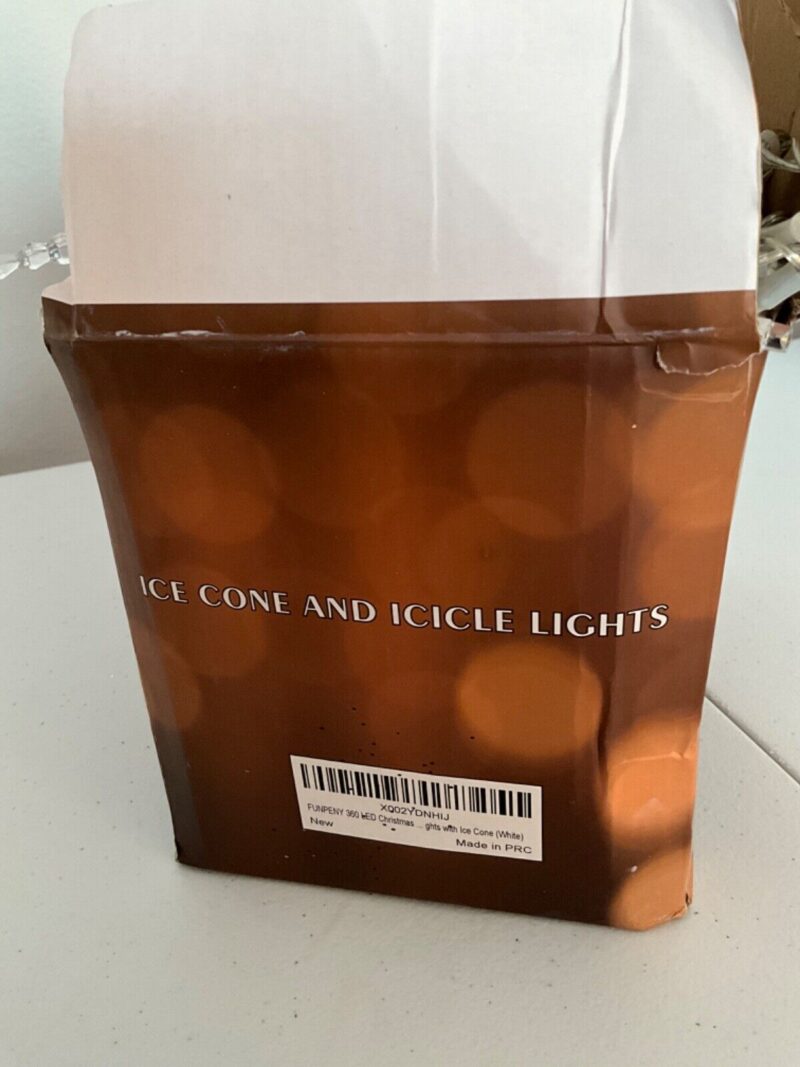 ICE CONE AND ICICLE LIGHTS
X002YDNHIJ
FUNPENY 360 LED Christmas ... ghts with Ice Cone (White)
New
Made in PRC